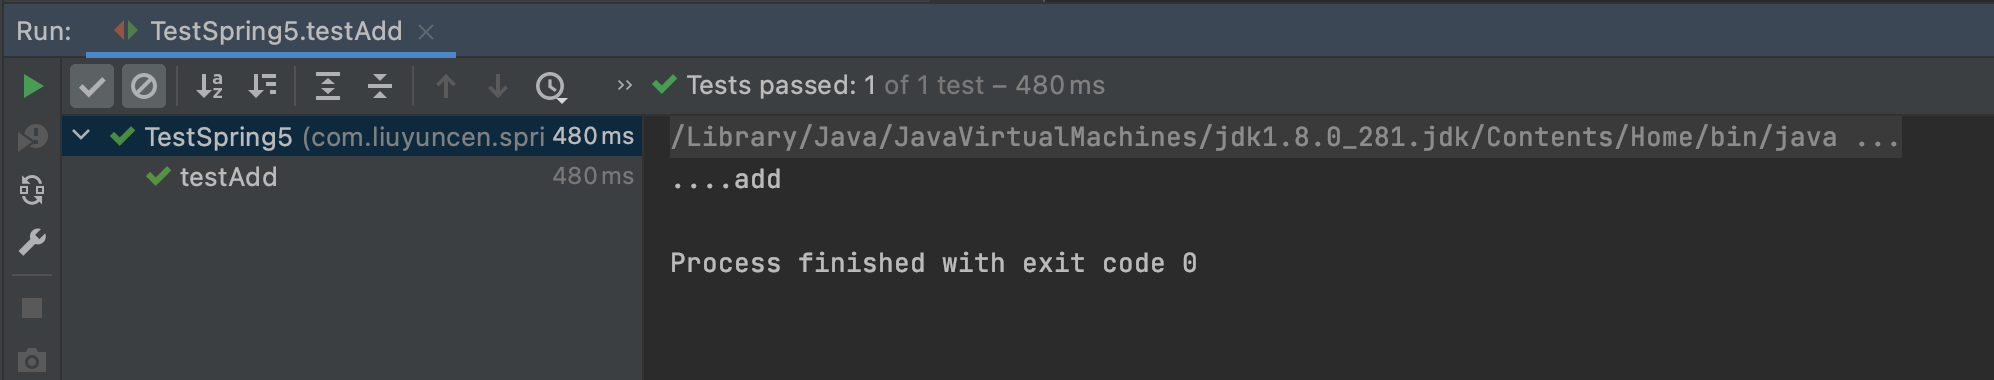 Run: TestSpring5.testAdd
Tests passed: 1 of 1 test – 480 ms
TestSpring5 (com.liuyuncen.spri 480 ms
testAdd 480 ms
/Library/Java/JavaVirtualMachines/jdk1.8.0_281.jdk/Contents/Home/bin/java ...
....add
Process finished with exit code 0